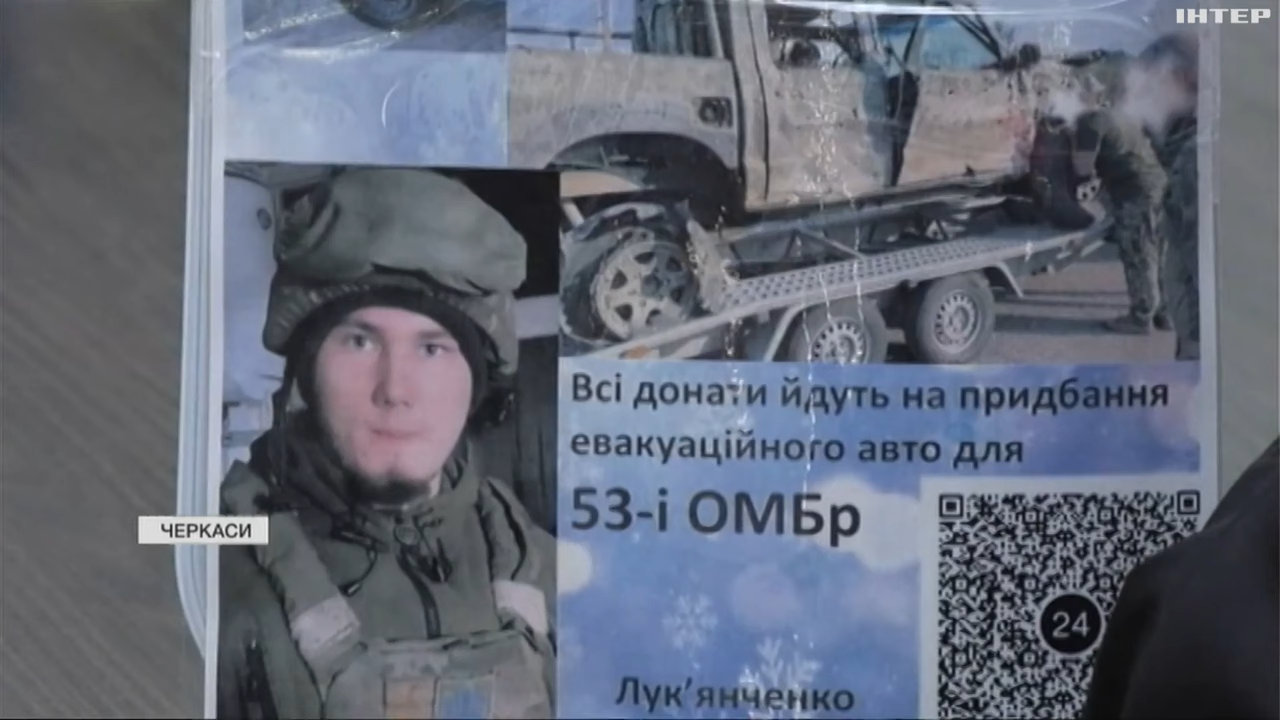 ІНТЕР
Всі донати йдуть на придбання
евакуаційного авто для
53-і ОМБр
ЧЕРКАСИ
24
Лук'янченко